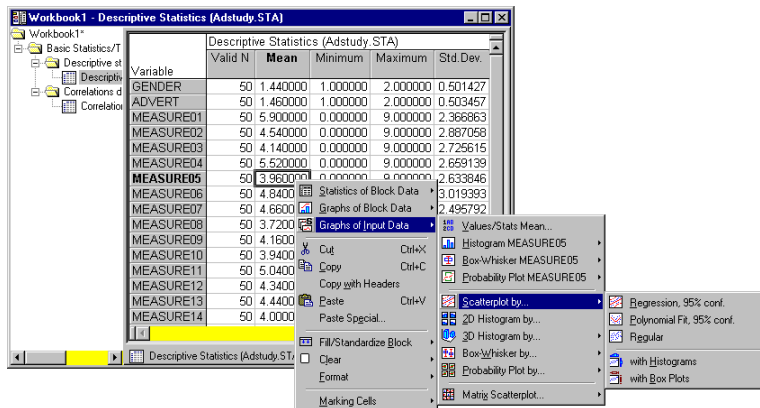 Workbook1 - Descriptive Statistics (Adstudy.STA)
Workbook1*
Basic Statistics/T
Descriptive st
Descriptiv
Correlations d
Correlation
Descriptive Statistics (Adstudy.STA)
Variable Valid N Mean Minimum Maximum Std.Dev.
GENDER 50 1.440000 1.000000 2.000000 0.501427
ADVERT 50 1.460000 1.000000 2.000000 0.503457
MEASURE01 50 5.900000 0.000000 9.000000 2.366863
MEASURE02 50 4.540000 0.000000 9.000000 2.887058
MEASURE03 50 4.140000 0.000000 9.000000 2.725615
MEASURE04 50 5.520000 0.000000 9.000000 2.659139
MEASURE05 50 3.960000 0.000000 9.000000 2.633846
MEASURE06 50 4.8400 3.019393
MEASURE07 50 4.6600 2.495792
MEASURE08 50 3.7200
MEASURE09 50 4.1600
MEASURE10 50 3.9400
MEASURE11 50 5.0400
MEASURE12 50 4.3400
MEASURE13 50 4.4400
MEASURE14 50 4.0000
Descriptive Statistics (Adstudy.STA
Statistics of Block Data
Graphs of Block Data
Graphs of Input Data
Cut Ctrl+X
Copy Ctrl+C
Copy with Headers
Paste Ctrl+V
Paste Special...
Fill/Standardize Block
Clear
Format
Marking Cells
Values/Stats Mean...
Histogram MEASURE05
Box-Whisker MEASURE05
Probability Plot MEASURE05
Scatterplot by...
2D Histogram by...
3D Histogram by...
Box-Whisker by...
Probability Plot by...
Matrix Scatterplot...
Regression, 95% conf.
Polynomial Fit, 95% conf.
Regular
with Histograms
with Box Plots